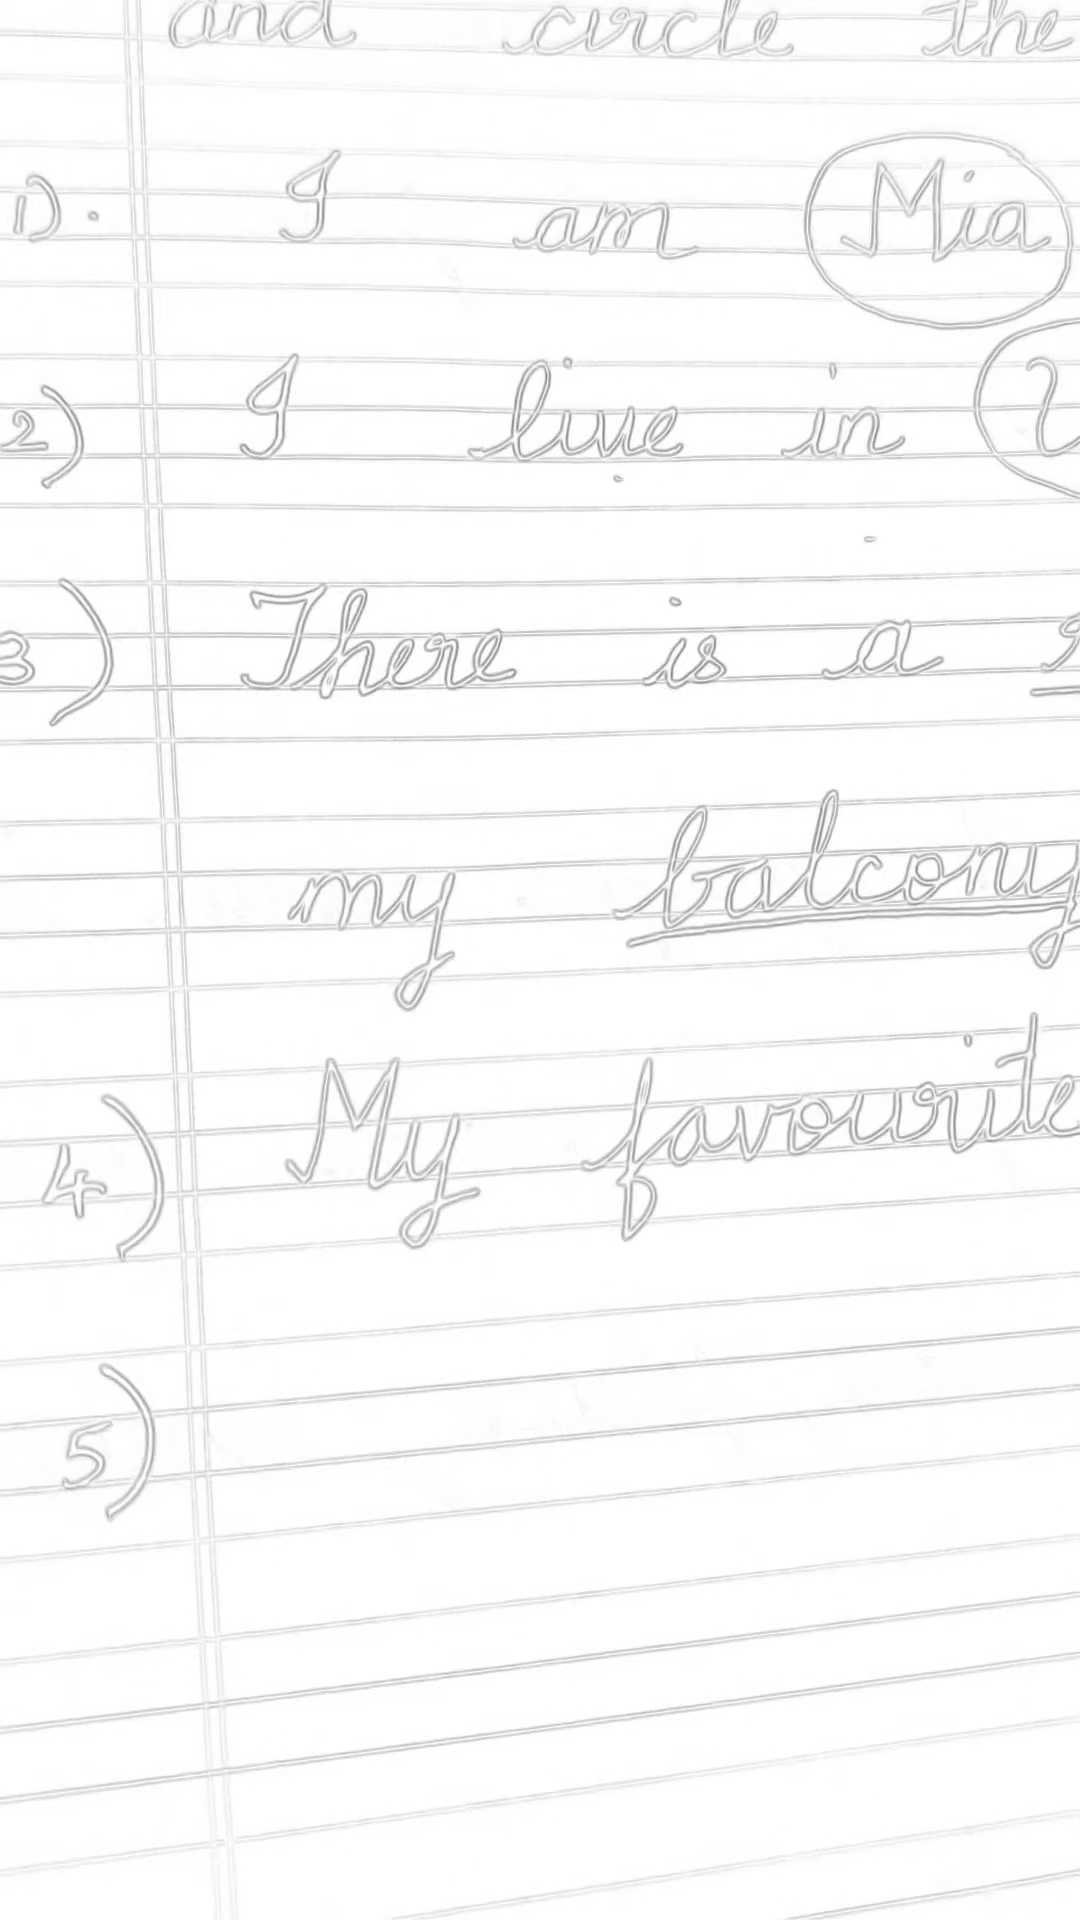 and circle the
1). I am Mia
2) I live in
3) There is a
my balcony
4) My favourite
5)